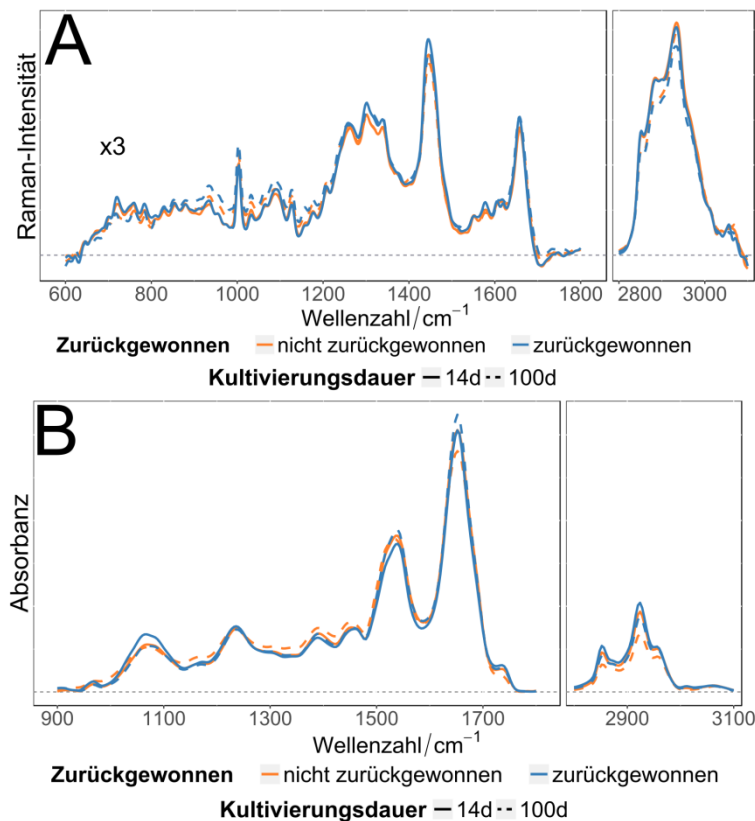 A
Raman-Intensität
x3
600 800 1000 1200 1400 1600 1800 2800 3000
Wellenzahl/cm⁻¹
Zurückgewonnen nicht zurückgewonnen zurückgewonnen
Kultivierungsdauer 14d 100d
B
Absorbanz
900 1100 1300 1500 1700 2900 3100
Wellenzahl/cm⁻¹
Zurückgewonnen nicht zurückgewonnen zurückgewonnen
Kultivierungsdauer 14d 100d